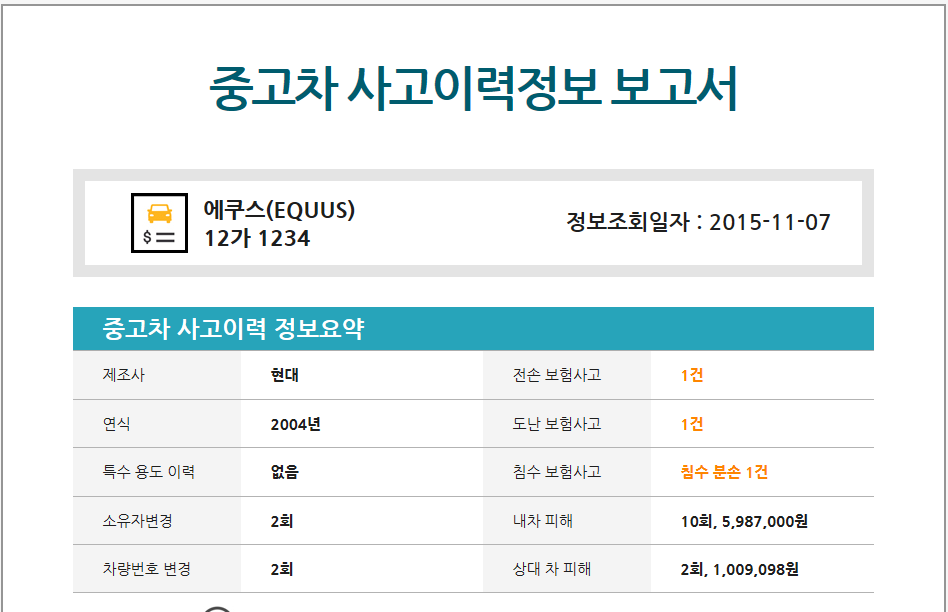 중고차 사고이력정보 보고서
에쿠스(EQUUS)
12가 1234
정보조회일자 : 2015-11-07
$
중고차 사고이력 정보요약
제조사 현대 전손 보험사고 1건
연식 2004년 도난 보험사고 1건
특수 용도 이력 없음 침수 보험사고 침수 분손 1건
소유자변경 2회 내차 피해 10회, 5,987,000원
차량번호 변경 2회 상대 차 피해 2회, 1,009,098원